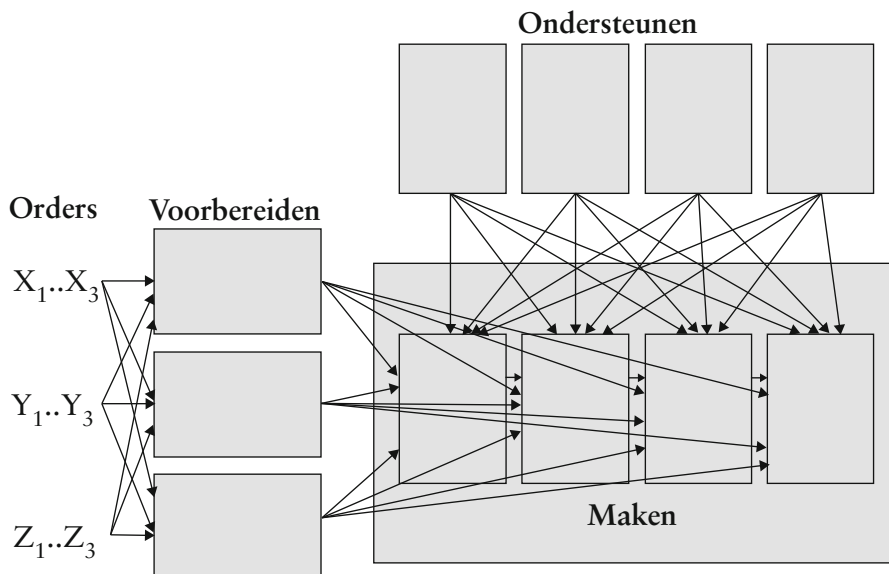 Ondersteunen
Orders
Voorbereiden
X₁..X₃
Y₁..Y₃
Z₁..Z₃
Maken